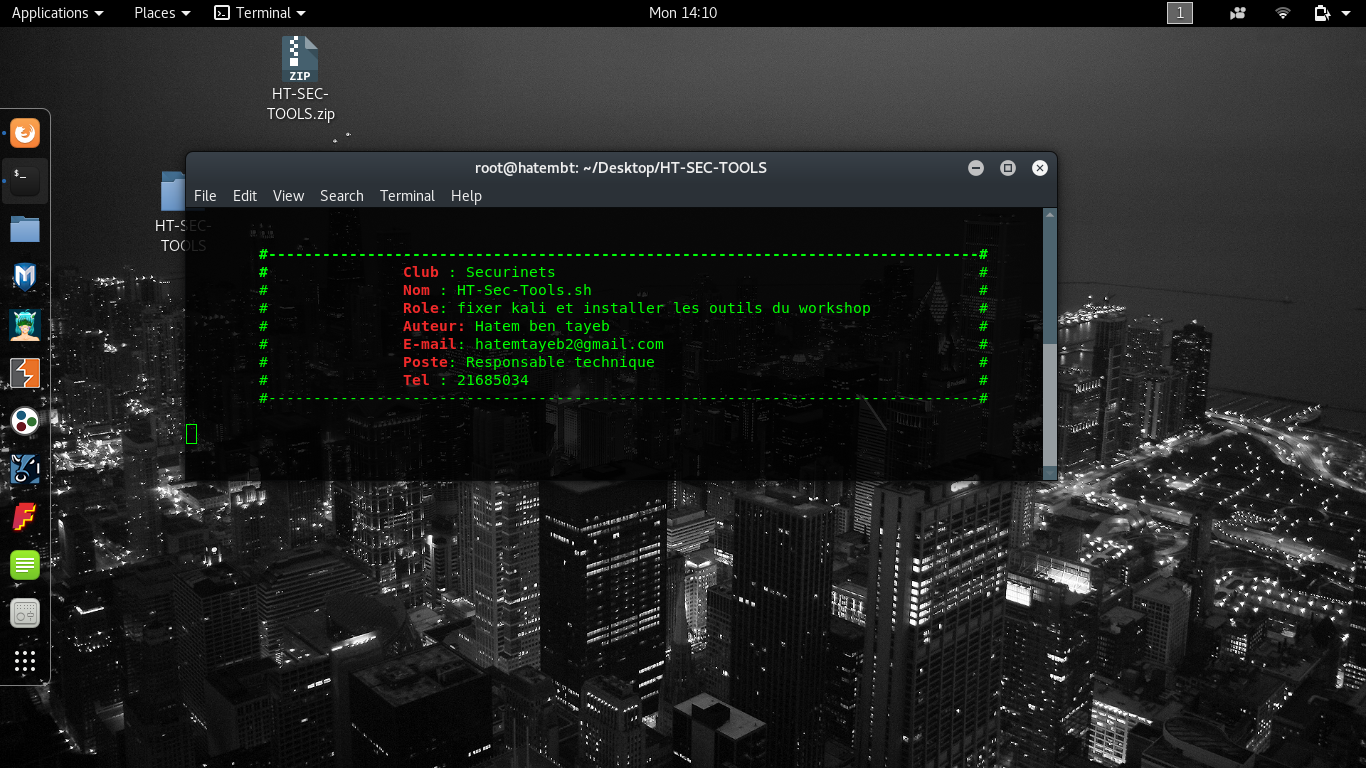 Applications Places Terminal Mon 14:10 1
ZIP
HT-SEC-
TOOLS.zip
root@hatembt: ~/Desktop/HT-SEC-TOOLS
File Edit View Search Terminal Help
HT-SEC-
TOOLS
#-------------------------------------------------------------------------------#
# Club : Securinets #
# Nom : HT-Sec-Tools.sh #
# Role: fixer kali et installer les outils du workshop #
# Auteur: Hatem ben tayeb #
# E-mail: hatemtayeb2@gmail.com #
# Poste: Responsable technique #
# Tel : 21685034 #
#-------------------------------------------------------------------------------#